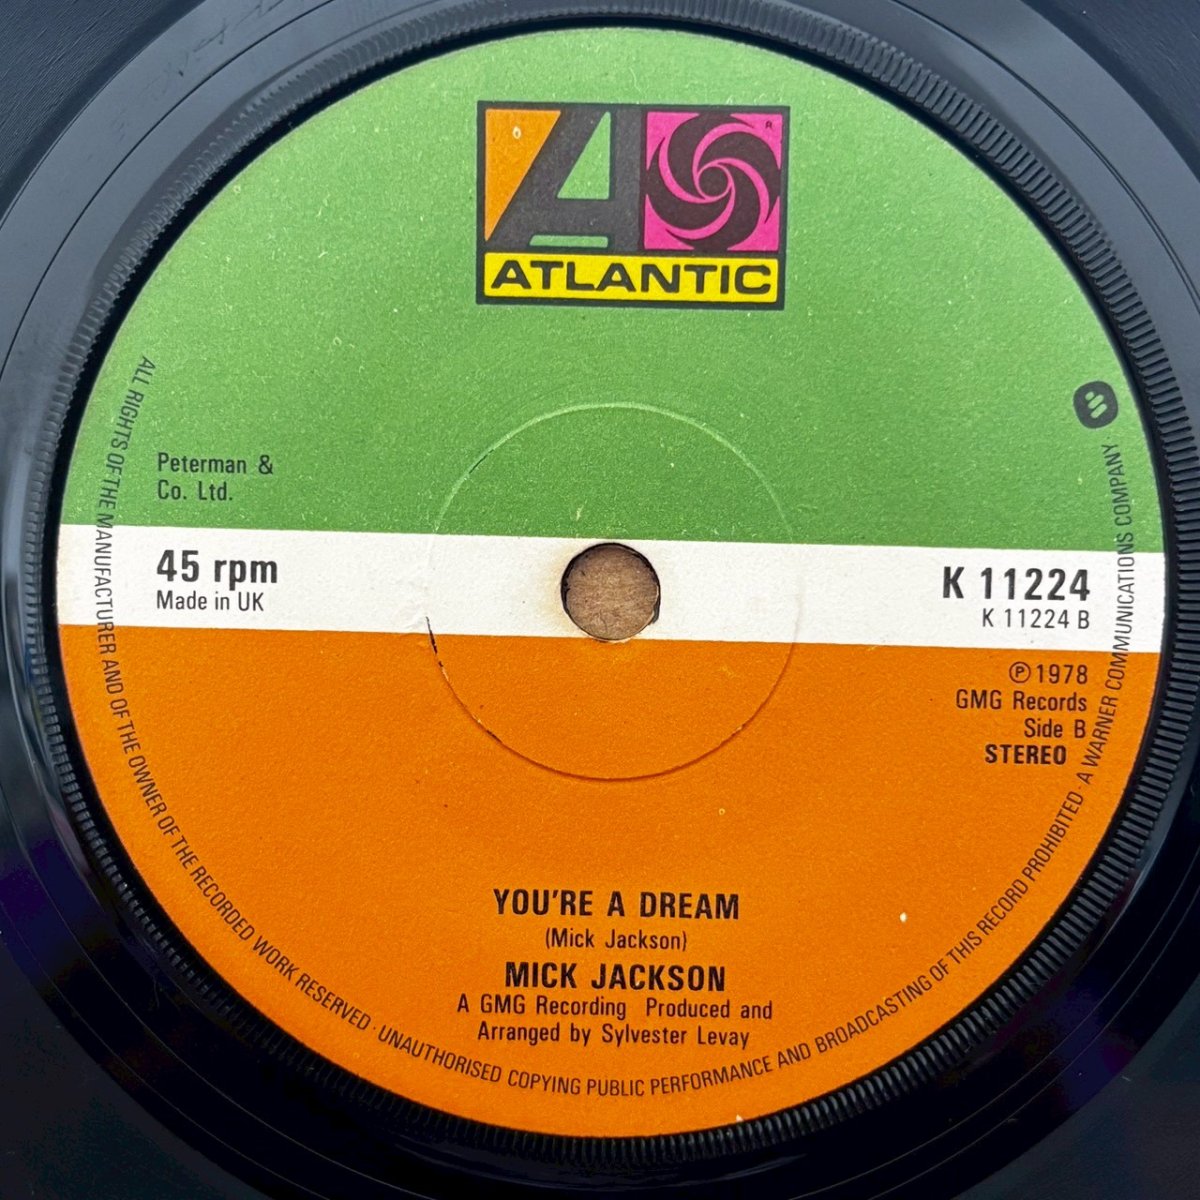 A
®
ATLANTIC
Peterman &
Co. Ltd.
45 rpm
Made in UK
K 11224
K 11224 B
℗ 1978
GMG Records
Side B
STEREO
YOU'RE A DREAM
(Mick Jackson)
MICK JACKSON
A GMG Recording Produced and
Arranged by Sylvester Levay
ALL RIGHTS OF THE MANUFACTURER AND OF THE OWNER OF THE RECORDED WORK RESERVED · UNAUTHORISED COPYING PUBLIC PERFORMANCE AND BROADCASTING OF THIS RECORD PROHIBITED · A WARNER COMMUNICATIONS COMPANY